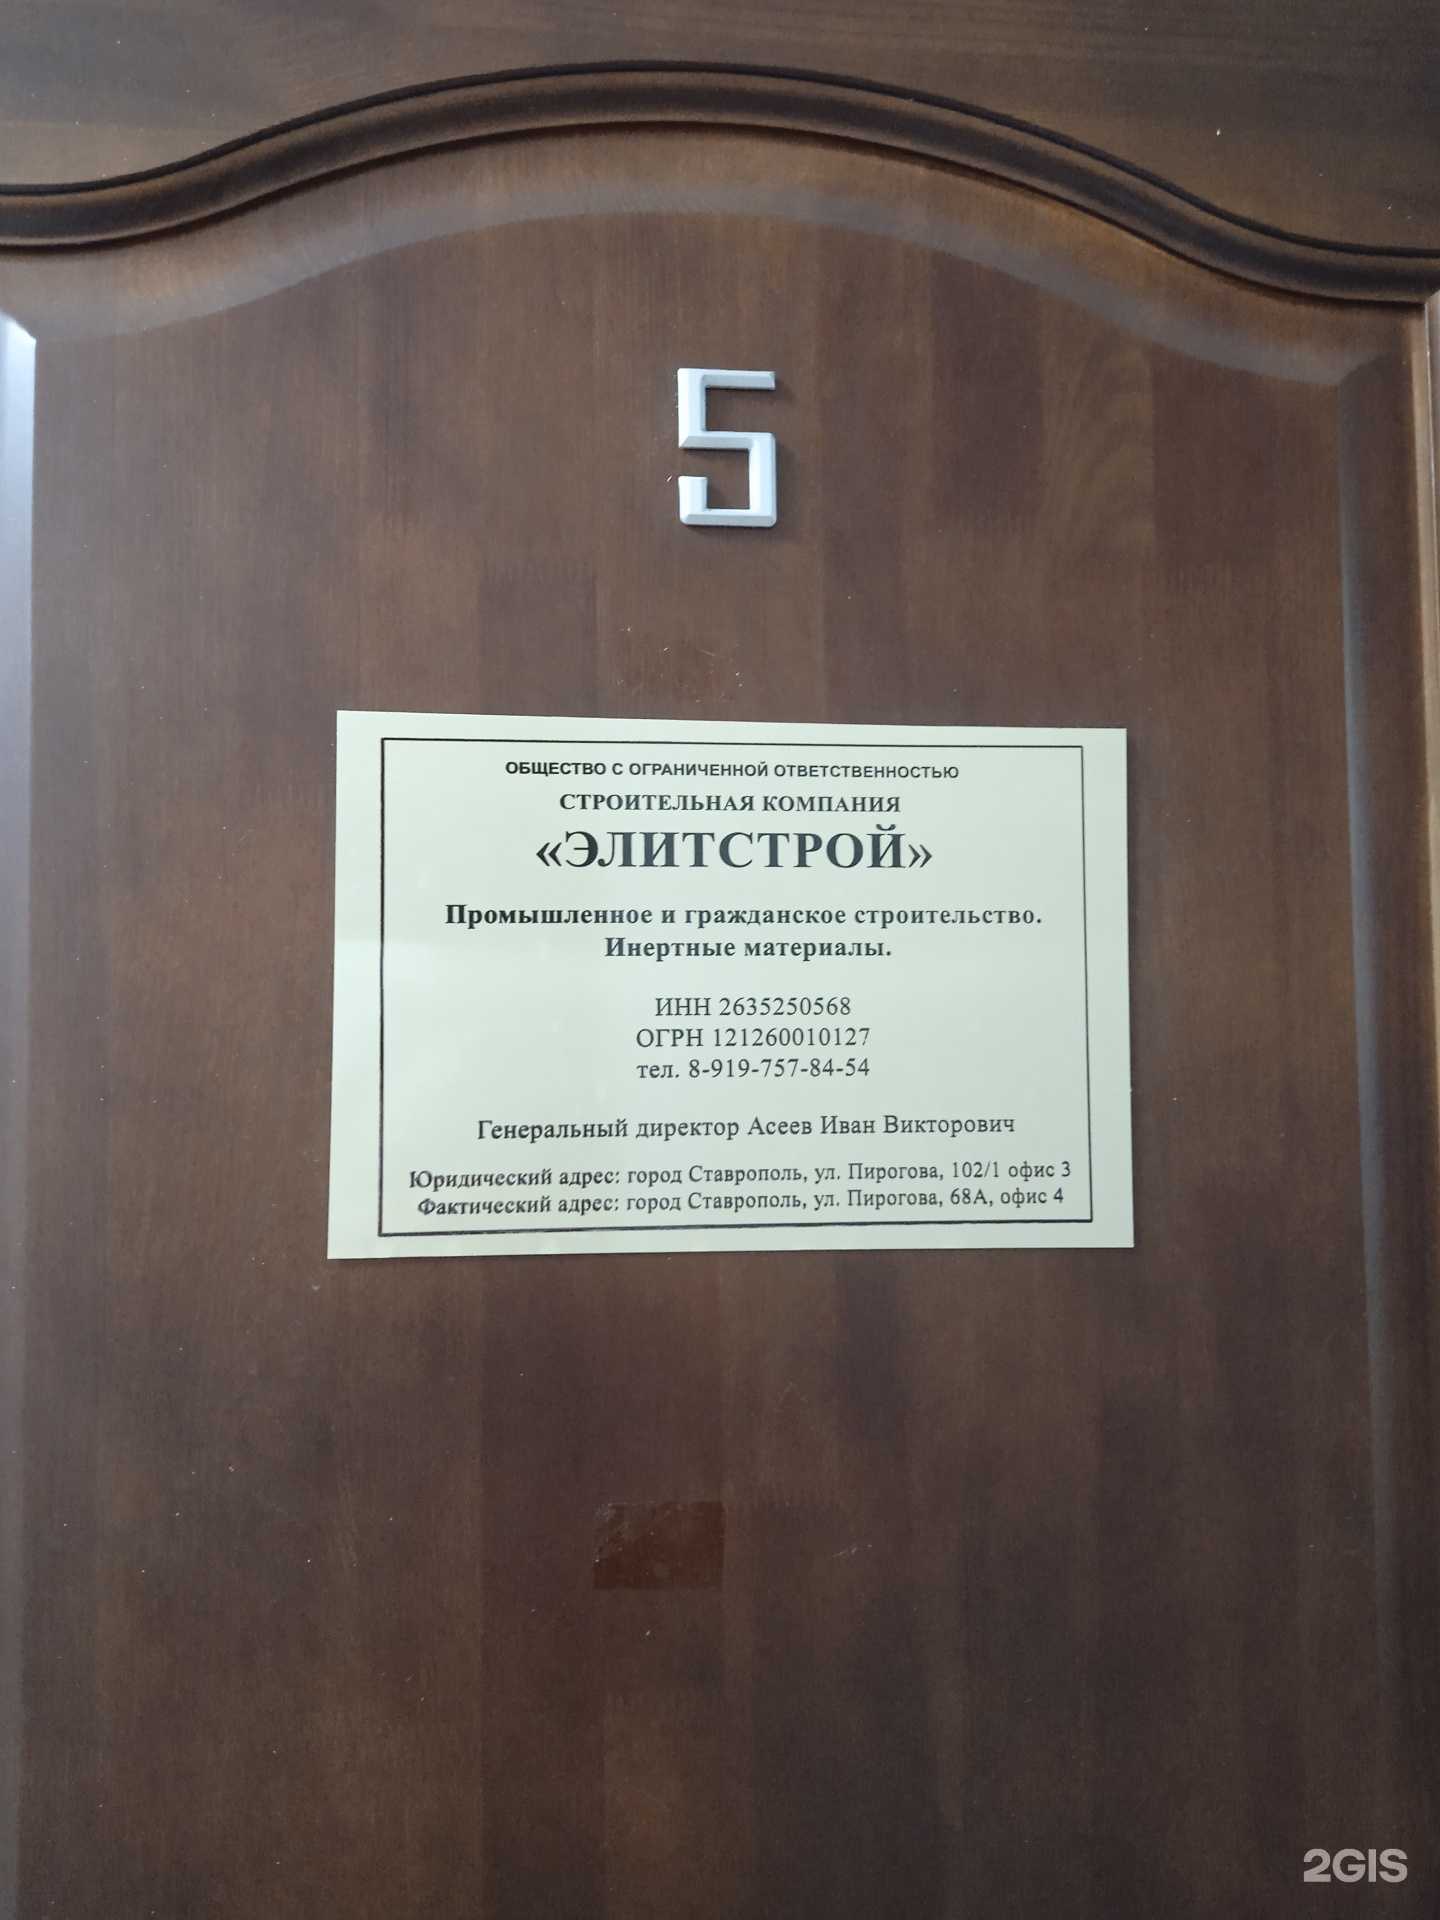 5
ОБЩЕСТВО С ОГРАНИЧЕННОЙ ОТВЕТСТВЕННОСТЬЮ
СТРОИТЕЛЬНАЯ КОМПАНИЯ
«ЭЛИТСТРОЙ»
Промышленное и гражданское строительство.
Инертные материалы.
ИНН 2635250568
ОГРН 121260010127
тел. 8-919-757-84-54
Генеральный директор Асеев Иван Викторович
Юридический адрес: город Ставрополь, ул. Пирогова, 102/1 офис 3
Фактический адрес: город Ставрополь, ул. Пирогова, 68А, офис 4
2GIS